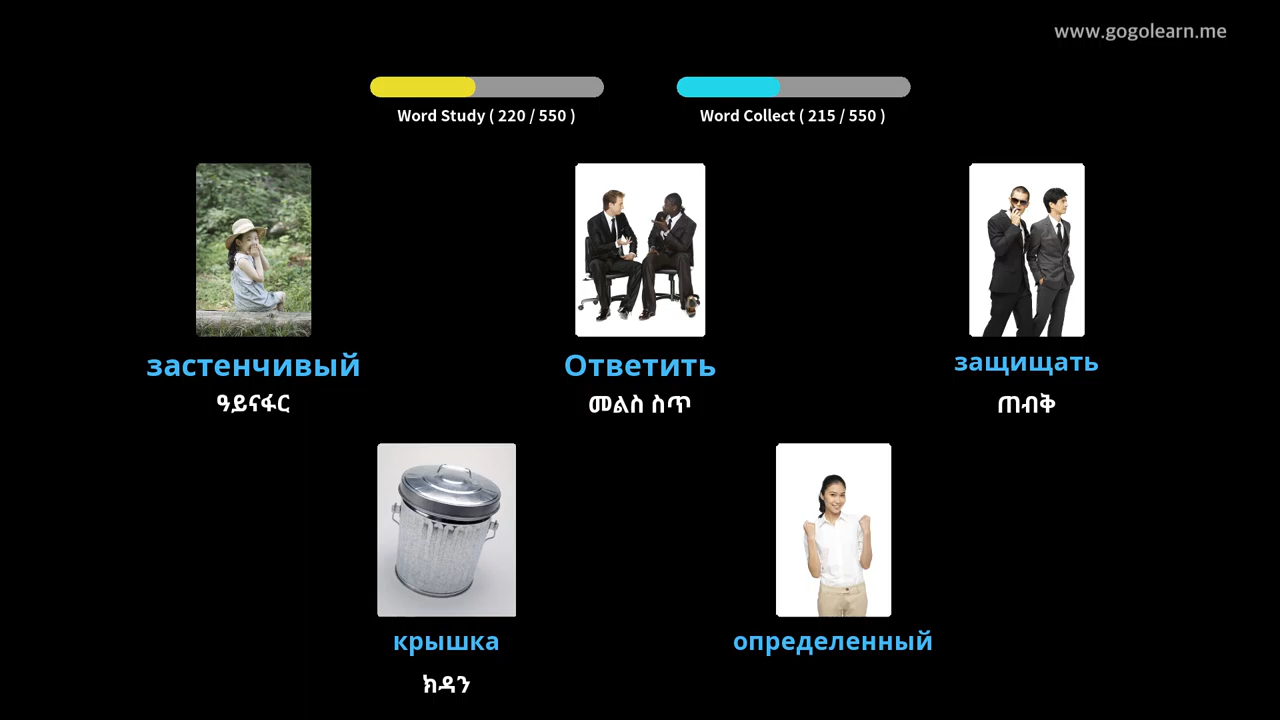 www.gogolearn.me
Word Study ( 220 / 550 )
Word Collect ( 215 / 550 )
застенчивый
Ответить
защищать
ዓይናፋር
መልስ ስጥ
ጠብቅ
крышка
определенный
ክዳን